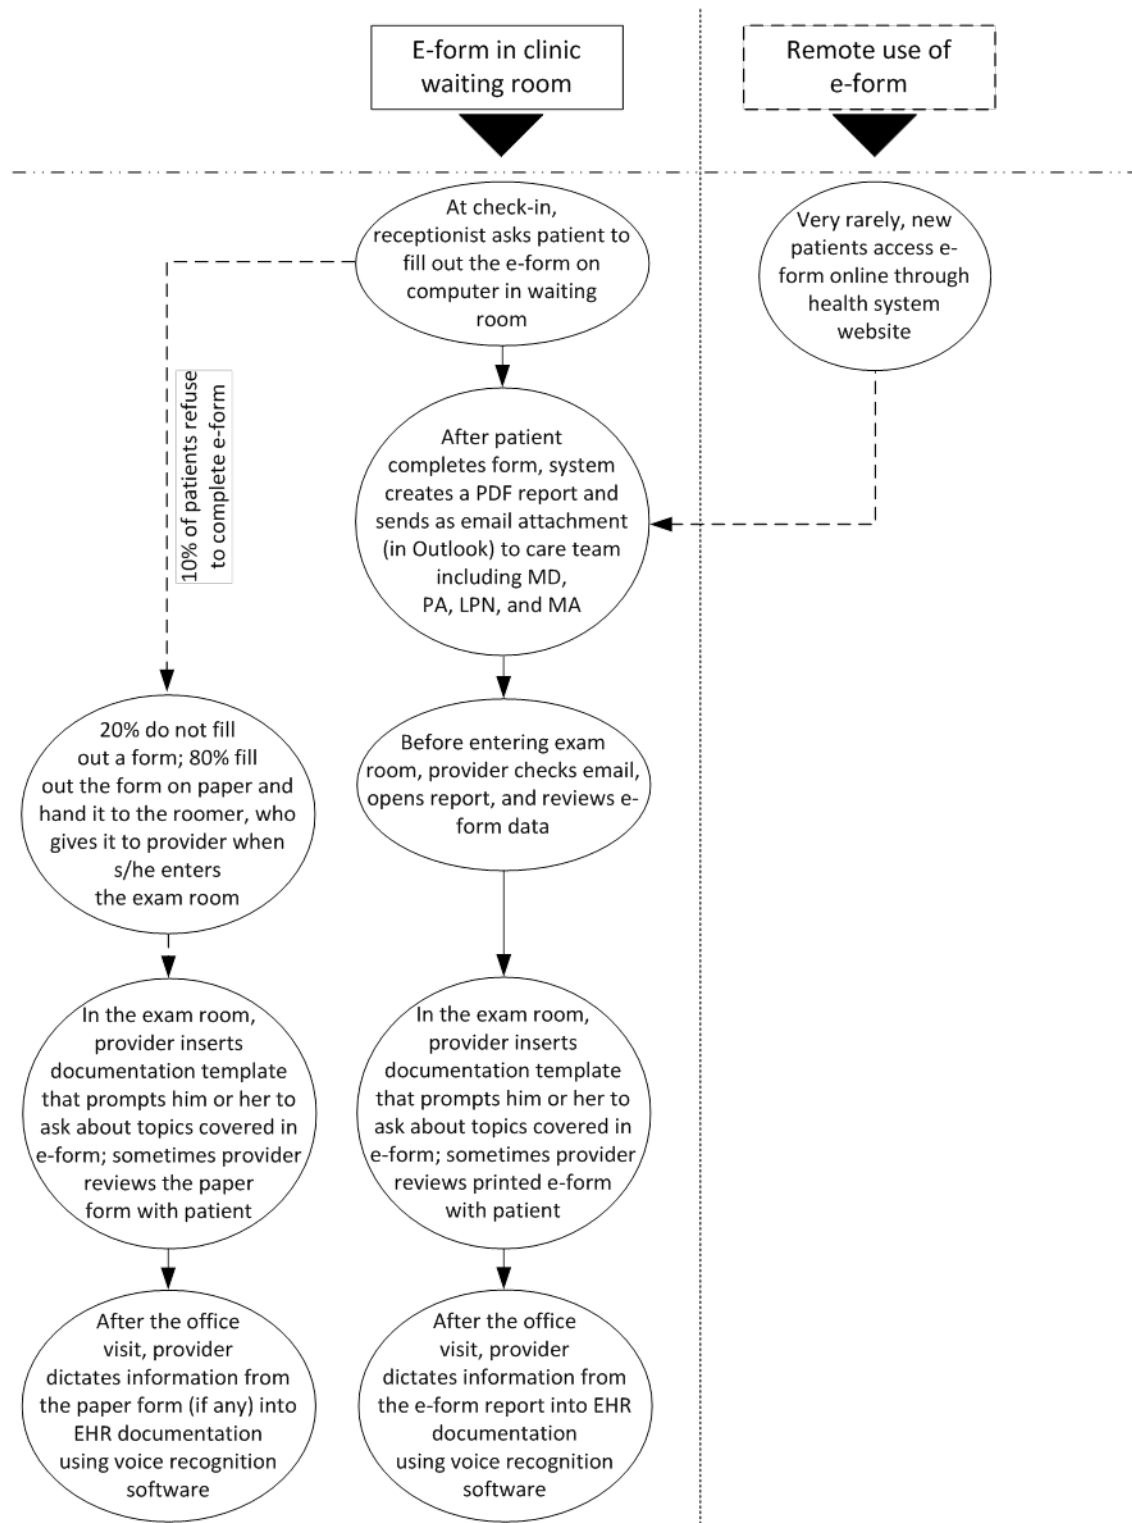 E-form in clinic
waiting room
Remote use of
e-form
At check-in,
receptionist asks patient to
fill out the e-form on
computer in waiting
room
Very rarely, new
patients access e-
form online through
health system
website
10% of patients refuse
to complete e-form
After patient
completes form, system
creates a PDF report and
sends as email attachment
(in Outlook) to care team
including MD,
PA, LPN, and MA
20% do not fill
out a form; 80% fill
out the form on paper and
hand it to the roomer, who
gives it to provider when
s/he enters
the exam room
Before entering exam
room, provider checks email,
opens report, and reviews e-
form data
In the exam room,
provider inserts
documentation template
that prompts him or her to
ask about topics covered in
e-form; sometimes provider
reviews the paper
form with patient
In the exam room,
provider inserts
documentation template
that prompts him or her to
ask about topics covered in
e-form; sometimes provider
reviews printed e-form
with patient
After the office
visit, provider
dictates information from
the paper form (if any) into
EHR documentation
using voice recognition
software
After the office
visit, provider
dictates information from
the e-form report into EHR
documentation
using voice recognition
software